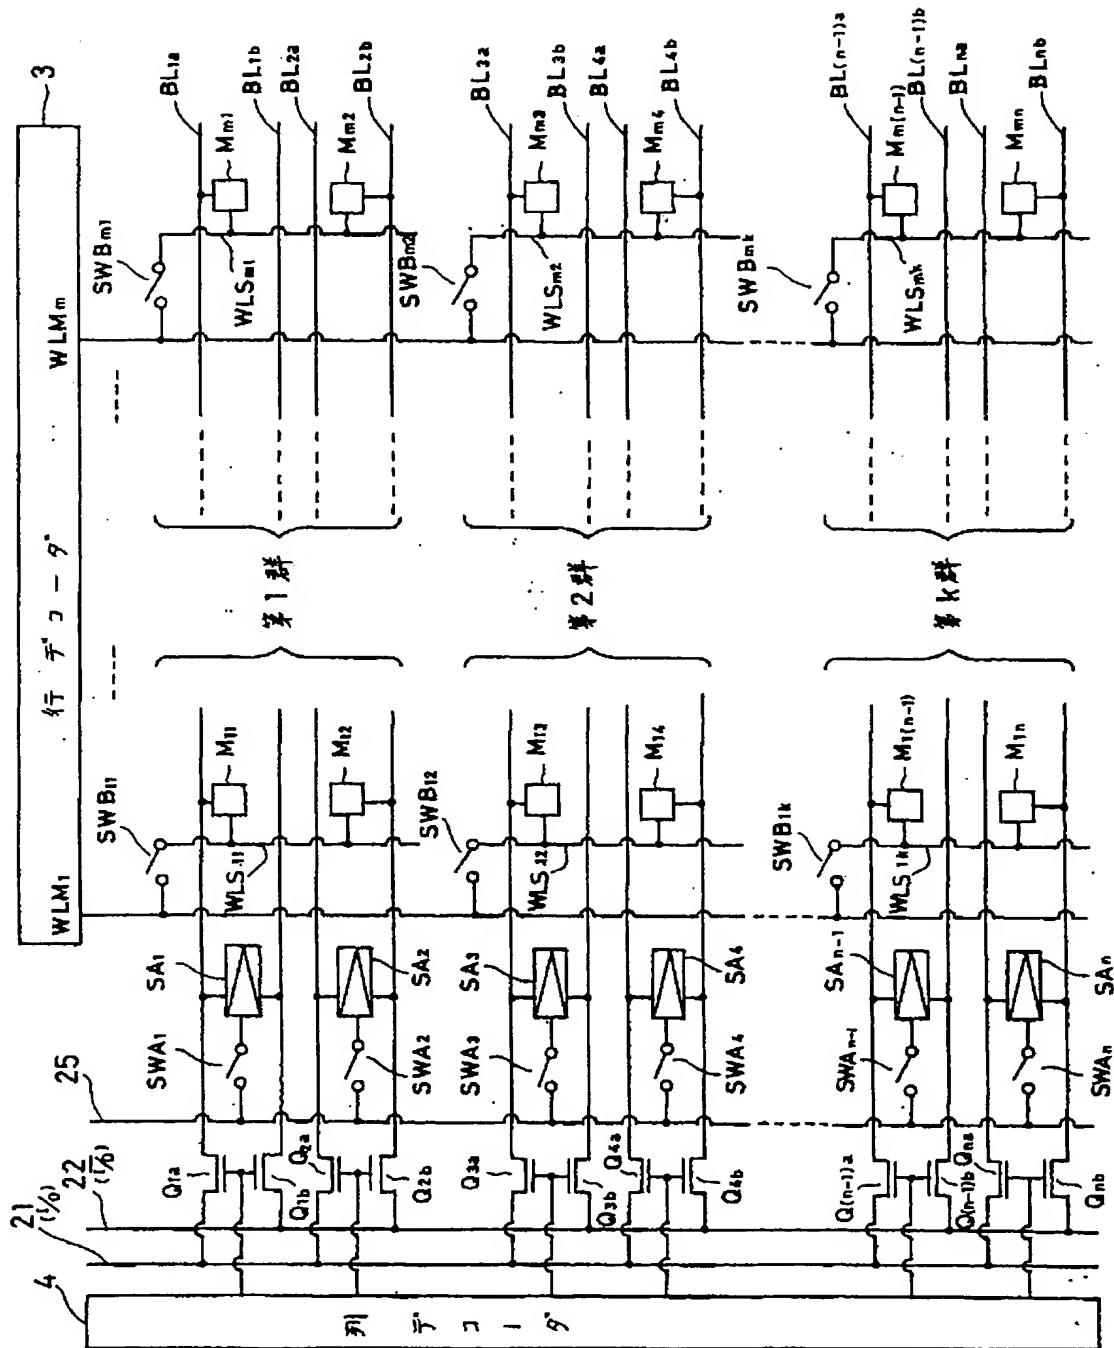 3
行デコーダ
WLM1
...
WLMm
SWB11
SWBm1
BL1a
M11
Mm1
WLS11
WLSm1
BL1b
BL2a
M12
Mm2
BL2b
第1群
SWB12
SWBm2
BL3a
M13
Mm3
WLS12
WLSm2
BL3b
BL4a
M14
Mm4
BL4b
第2群
SWB1k
SWBmk
BL(n-1)a
M1(n-1)
Mm(n-1)
WLS1k
WLSmk
BL(n-1)b
BLna
M1n
Mmn
BLnb
第k群
SA1
SWA1
SA2
SWA2
SA3
SWA3
SA4
SWA4
SAn-1
SWAn-1
SAn
SWAn
25
22
(I/O)
21(I/O)
4
Q1a
Q1b
Q2a
Q2b
Q3a
Q3b
Q4a
Q4b
Q(n-1)a
Q(n-1)b
Qna
Qnb
列デコーダ